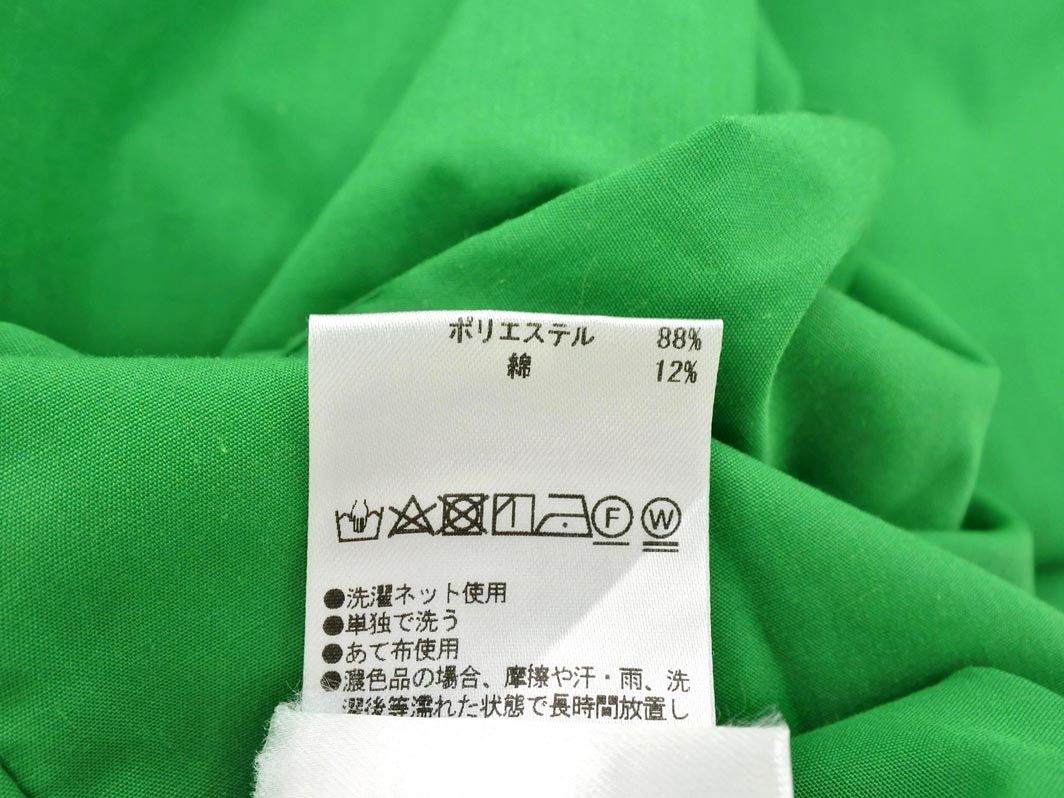 ポリエステル 88%
綿 12%
F W
●洗濯ネット使用
●単独で洗う
●あて布使用
●濃色品の場合、摩擦や汗・雨、洗
濯後等濡れた状態で長時間放置し